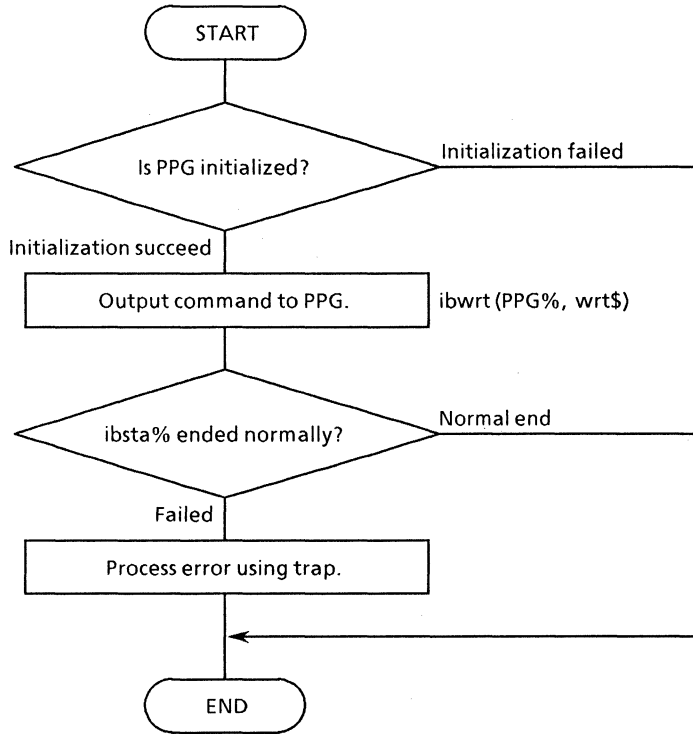 START
Is PPG initialized?
Initialization failed
Initialization succeed
Output command to PPG.
ibwrt (PPG%, wrt$)
ibsta% ended normally?
Normal end
Failed
Process error using trap.
END